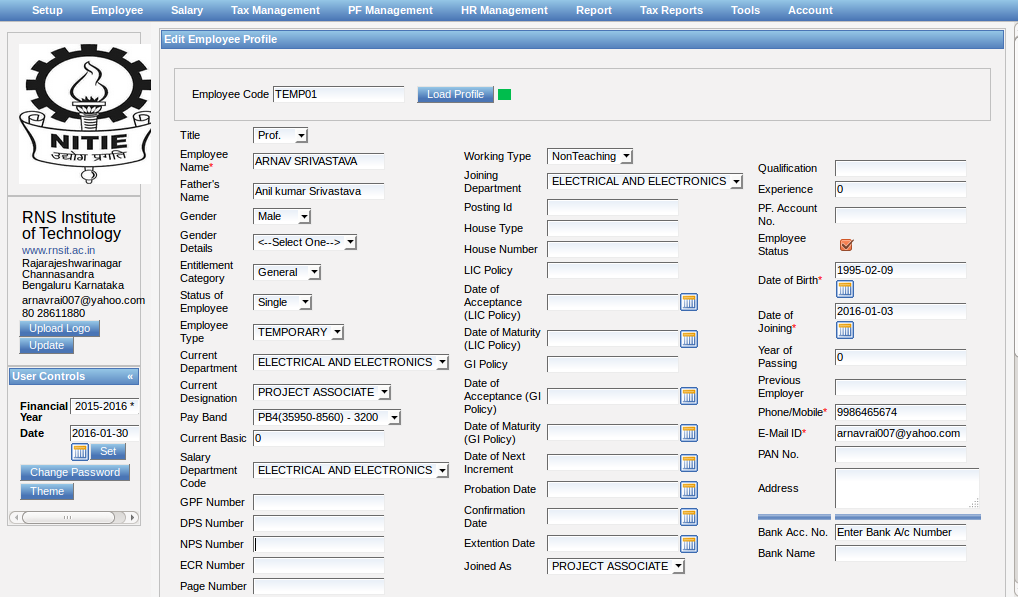 Setup Employee Salary Tax Management PF Management HR Management Report Tax Reports Tools Account
NITIE
उद्योग प्रगति
RNS Institute
of Technology
www.rnsit.ac.in
Rajarajeshwarinagar
Channasandra
Bengaluru Karnataka
arnavrai007@yahoo.com
80 28611880
Upload Logo
Update
User Controls «
Financial
Year
2015-2016 *
Date 2016-01-30
Set
Change Password
Theme
Edit Employee Profile
Employee Code TEMP01 Load Profile
Title Prof.
Employee
Name*
ARNAV SRIVASTAVA
Father's
Name
Anil kumar Srivastava
Gender Male
Gender
Details
<--Select One-->
Entitlement
Category
General
Status of
Employee
Single
Employee
Type
TEMPORARY
Current
Department
ELECTRICAL AND ELECTRONICS
Current
Designation
PROJECT ASSOCIATE
Pay Band PB4(35950-8560) - 3200
Current Basic 0
Salary
Department
Code
ELECTRICAL AND ELECTRONICS
GPF Number
DPS Number
NPS Number
ECR Number
Page Number
Working Type NonTeaching
Joining
Department
ELECTRICAL AND ELECTRONICS
Posting Id
House Type
House Number
LIC Policy
Date of
Acceptance
(LIC Policy)
Date of Maturity
(LIC Policy)
GI Policy
Date of
Acceptance (GI
Policy)
Date of Maturity
(GI Policy)
Date of Next
Increment
Probation Date
Confirmation
Date
Extention Date
Joined As PROJECT ASSOCIATE
Qualification
Experience 0
PF. Account
No.
Employee
Status
Date of Birth* 1995-02-09
Date of
Joining*
2016-01-03
Year of
Passing
0
Previous
Employer
Phone/Mobile* 9986465674
E-Mail ID* arnavrai007@yahoo.com
PAN No.
Address
Bank Acc. No. Enter Bank A/c Number
Bank Name